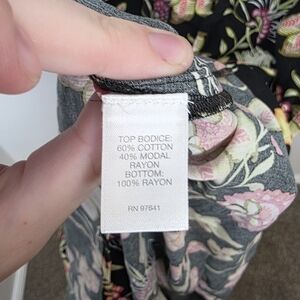 TOP BODICE:
60% COTTON
40% MODAL
RAYON
BOTTOM:
100% RAYON
RN 97641